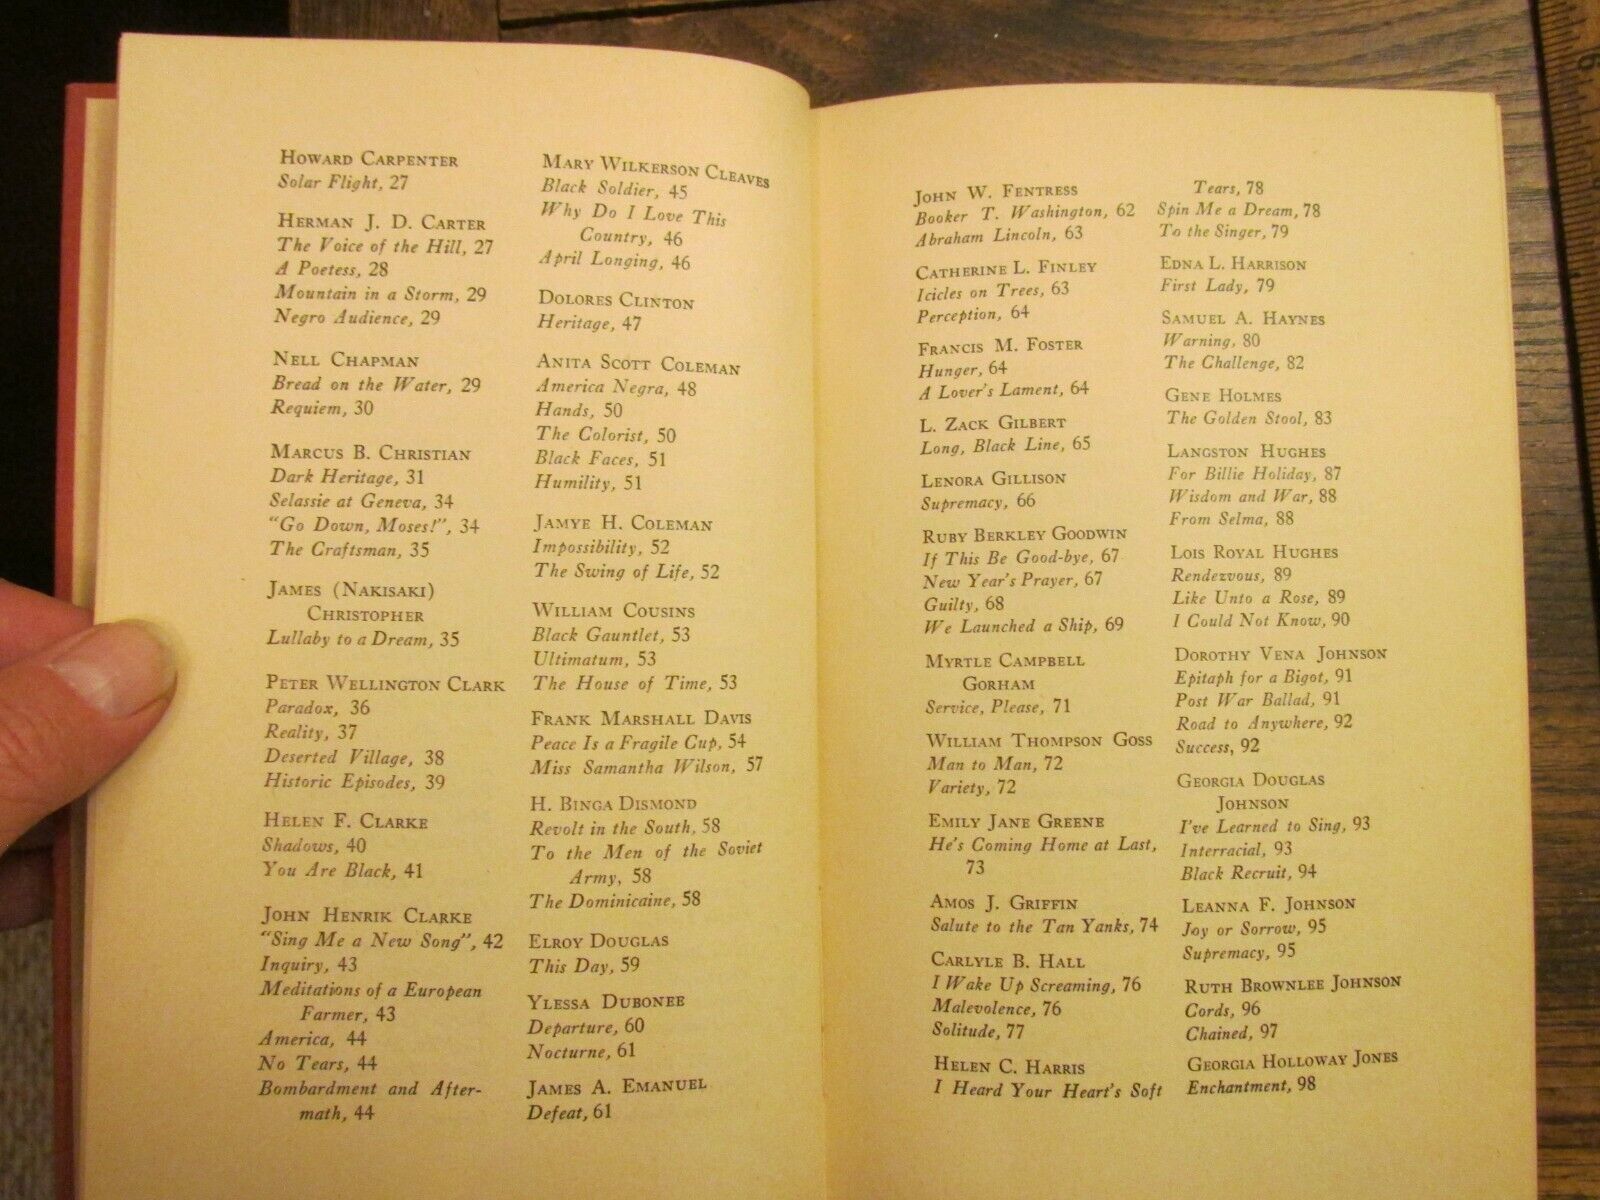 HOWARD CARPENTER
Solar Flight, 27
HERMAN J. D. CARTER
The Voice of the Hill, 27
A Poetess, 28
Mountain in a Storm, 29
Negro Audience, 29
NELL CHAPMAN
Bread on the Water, 29
Requiem, 30
MARCUS B. CHRISTIAN
Dark Heritage, 31
Selassie at Geneva, 34
"Go Down, Moses!", 34
The Craftsman, 35
JAMES (NAKISAKI)
CHRISTOPHER
Lullaby to a Dream, 35
PETER WELLINGTON CLARK
Paradox, 36
Reality, 37
Deserted Village, 38
Historic Episodes, 39
HELEN F. CLARKE
Shadows, 40
You Are Black, 41
JOHN HENRIK CLARKE
"Sing Me a New Song", 42
Inquiry, 43
Meditations of a European
Farmer, 43
America, 44
No Tears, 44
Bombardment and After-
math, 44
MARY WILKERSON CLEAVES
Black Soldier, 45
Why Do I Love This
Country, 46
April Longing, 46
DOLORES CLINTON
Heritage, 47
ANITA SCOTT COLEMAN
America Negra, 48
Hands, 50
The Colorist, 50
Black Faces, 51
Humility, 51
JAMYE H. COLEMAN
Impossibility, 52
The Swing of Life, 52
WILLIAM COUSINS
Black Gauntlet, 53
Ultimatum, 53
The House of Time, 53
FRANK MARSHALL DAVIS
Peace Is a Fragile Cup, 54
Miss Samantha Wilson, 57
H. BINGA DISMOND
Revolt in the South, 58
To the Men of the Soviet
Army, 58
The Dominicaine, 58
ELROY DOUGLAS
This Day, 59
YLESSA DUBONEE
Departure, 60
Nocturne, 61
JAMES A. EMANUEL
Defeat, 61
JOHN W. FENTRESS
Booker T. Washington, 62
Abraham Lincoln, 63
CATHERINE L. FINLEY
Icicles on Trees, 63
Perception, 64
FRANCIS M. FOSTER
Hunger, 64
A Lover's Lament, 64
L. ZACK GILBERT
Long, Black Line, 65
LENORA GILLISON
Supremacy, 66
RUBY BERKLEY GOODWIN
If This Be Good-bye, 67
New Year's Prayer, 67
Guilty, 68
We Launched a Ship, 69
MYRTLE CAMPBELL
GORHAM
Service, Please, 71
WILLIAM THOMPSON GOSS
Man to Man, 72
Variety, 72
EMILY JANE GREENE
He's Coming Home at Last,
73
AMOS J. GRIFFIN
Salute to the Tan Yanks, 74
CARLYLE B. HALL
I Wake Up Screaming, 76
Malevolence, 76
Solitude, 77
HELEN C. HARRIS
I Heard Your Heart's Soft
Tears, 78
Spin Me a Dream, 78
To the Singer, 79
EDNA L. HARRISON
First Lady, 79
SAMUEL A. HAYNES
Warning, 80
The Challenge, 82
GENE HOLMES
The Golden Stool, 83
LANGSTON HUGHES
For Billie Holiday, 87
Wisdom and War, 88
From Selma, 88
LOIS ROYAL HUGHES
Rendezvous, 89
Like Unto a Rose, 89
I Could Not Know, 90
DOROTHY VENA JOHNSON
Epitaph for a Bigot, 91
Post War Ballad, 91
Road to Anywhere, 92
Success, 92
GEORGIA DOUGLAS
JOHNSON
I've Learned to Sing, 93
Interracial, 93
Black Recruit, 94
LEANNA F. JOHNSON
Joy or Sorrow, 95
Supremacy, 95
RUTH BROWNLEE JOHNSON
Cords, 96
Chained, 97
GEORGIA HOLLOWAY JONES
Enchantment, 98